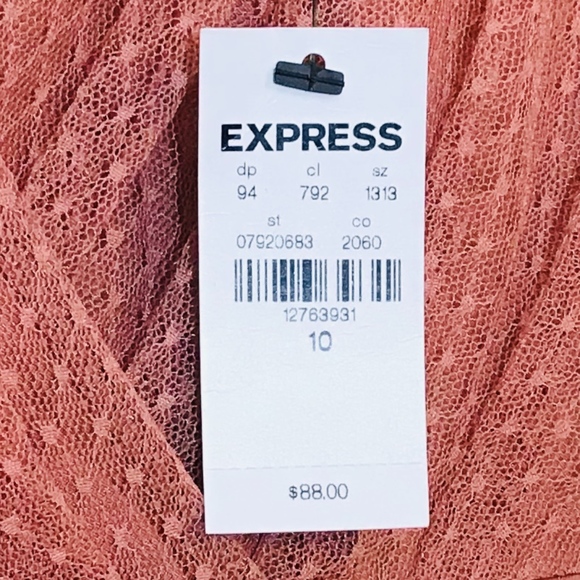 EXPRESS
dp cl sz
94 792 1313
st co
07920683 2060
12763931
10
$88.00